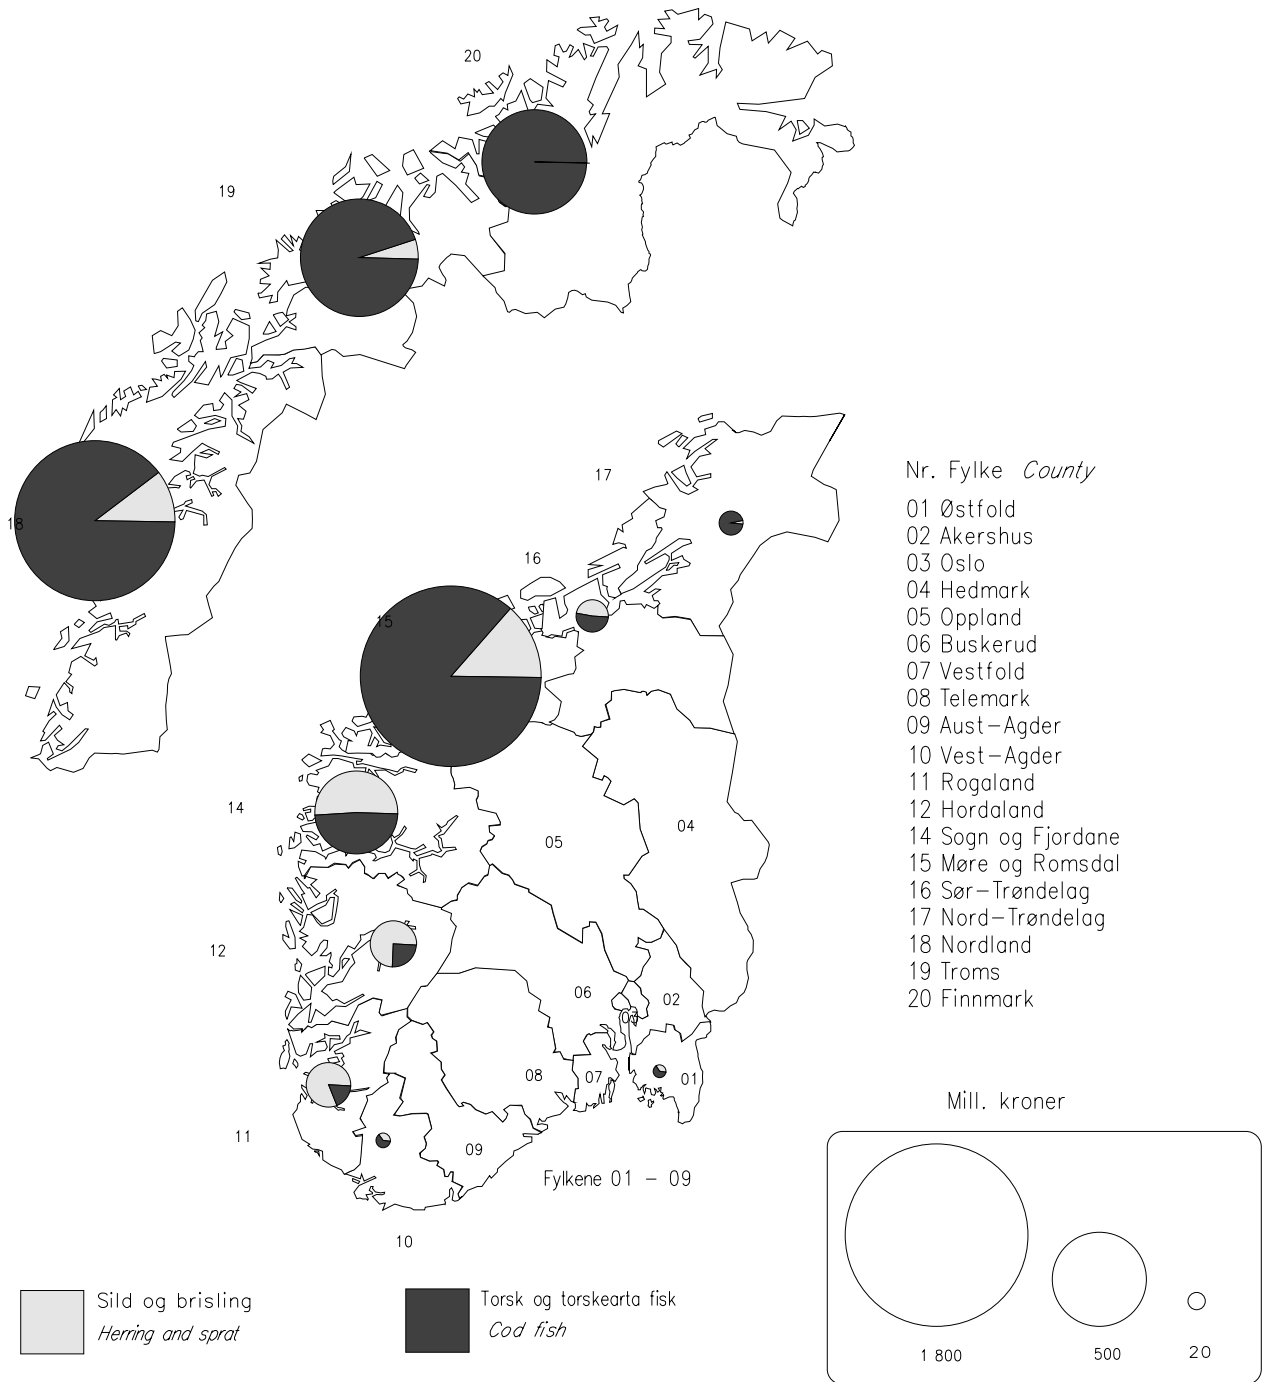 20
19
18
17
16
15
14
05
04
12
06
02
08
07
01
11
09
Fylkene 01 – 09
10
Nr. Fylke County
01 Østfold
02 Akershus
03 Oslo
04 Hedmark
05 Oppland
06 Buskerud
07 Vestfold
08 Telemark
09 Aust–Agder
10 Vest–Agder
11 Rogaland
12 Hordaland
14 Sogn og Fjordane
15 Møre og Romsdal
16 Sør–Trøndelag
17 Nord–Trøndelag
18 Nordland
19 Troms
20 Finnmark
Mill. kroner
1 800 500 20
Sild og brisling
Herring and sprat
Torsk og torskearta fisk
Cod fish